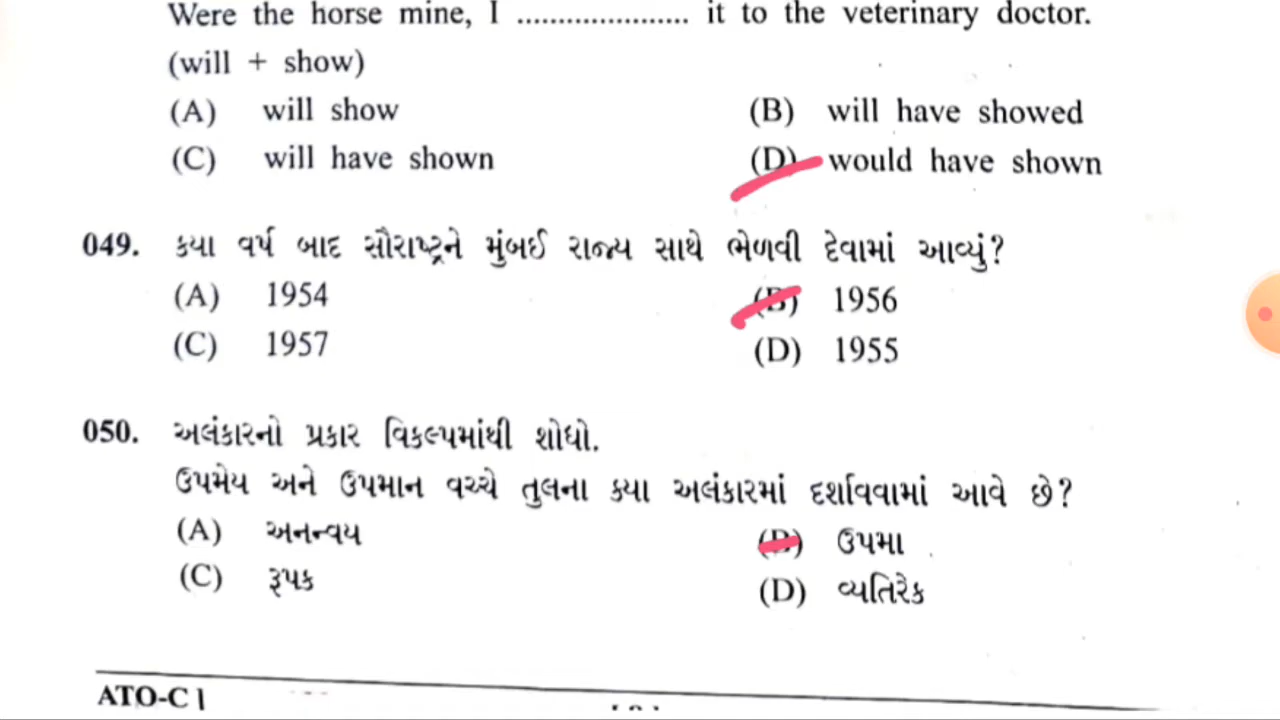 Were the horse mine, I ..................... it to the veterinary doctor.
(will + show)
(A) will show (B) will have showed
(C) will have shown (D) would have shown
049. કયા વર્ષ બાદ સૌરાષ્ટ્રને મુંબઈ રાજ્ય સાથે ભેળવી દેવામાં આવ્યું?
(A) 1954 (B) 1956
(C) 1957 (D) 1955
050. અલંકારનો પ્રકાર વિકલ્પમાંથી શોધો.
ઉપમેય અને ઉપમાન વચ્ચે તુલના કયા અલંકારમાં દર્શાવવામાં આવે છે?
(A) અનન્વય (B) ઉપમા
(C) રૂપક (D) વ્યતિરેક
ATO-C]